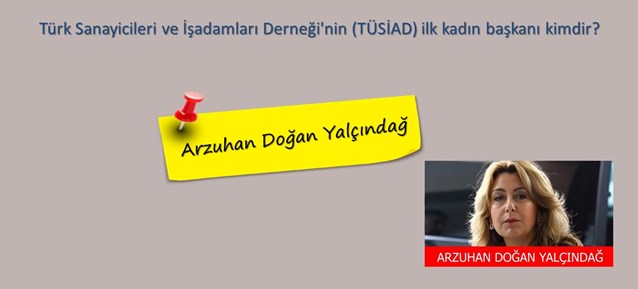 Türk Sanayicileri ve İşadamları Derneği'nin (TÜSİAD) ilk kadın başkanı kimdir?
Arzuhan Doğan Yalçındağ
ARZUHAN DOĞAN YALÇINDAĞ